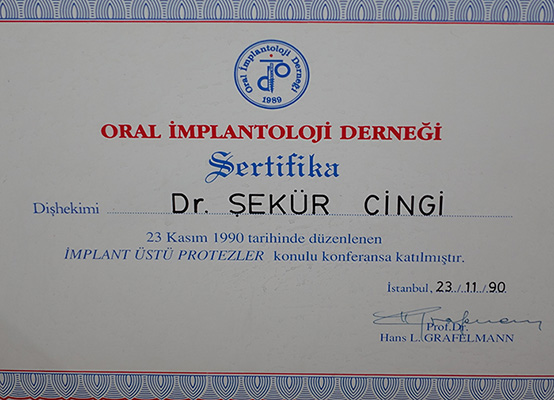 Oral İmplantoloji Derneği
1989
ORAL İMPLANTOLOJİ DERNEĞİ
Sertifika
Dişhekimi Dr. ŞEKÜR CİNGİ
23 Kasım 1990 tarihinde düzenlenen
İMPLANT ÜSTÜ PROTEZLER konulu konferansa katılmıştır.
İstanbul, 23/11/90
Prof.Dr.
Hans L. GRAFELMANN